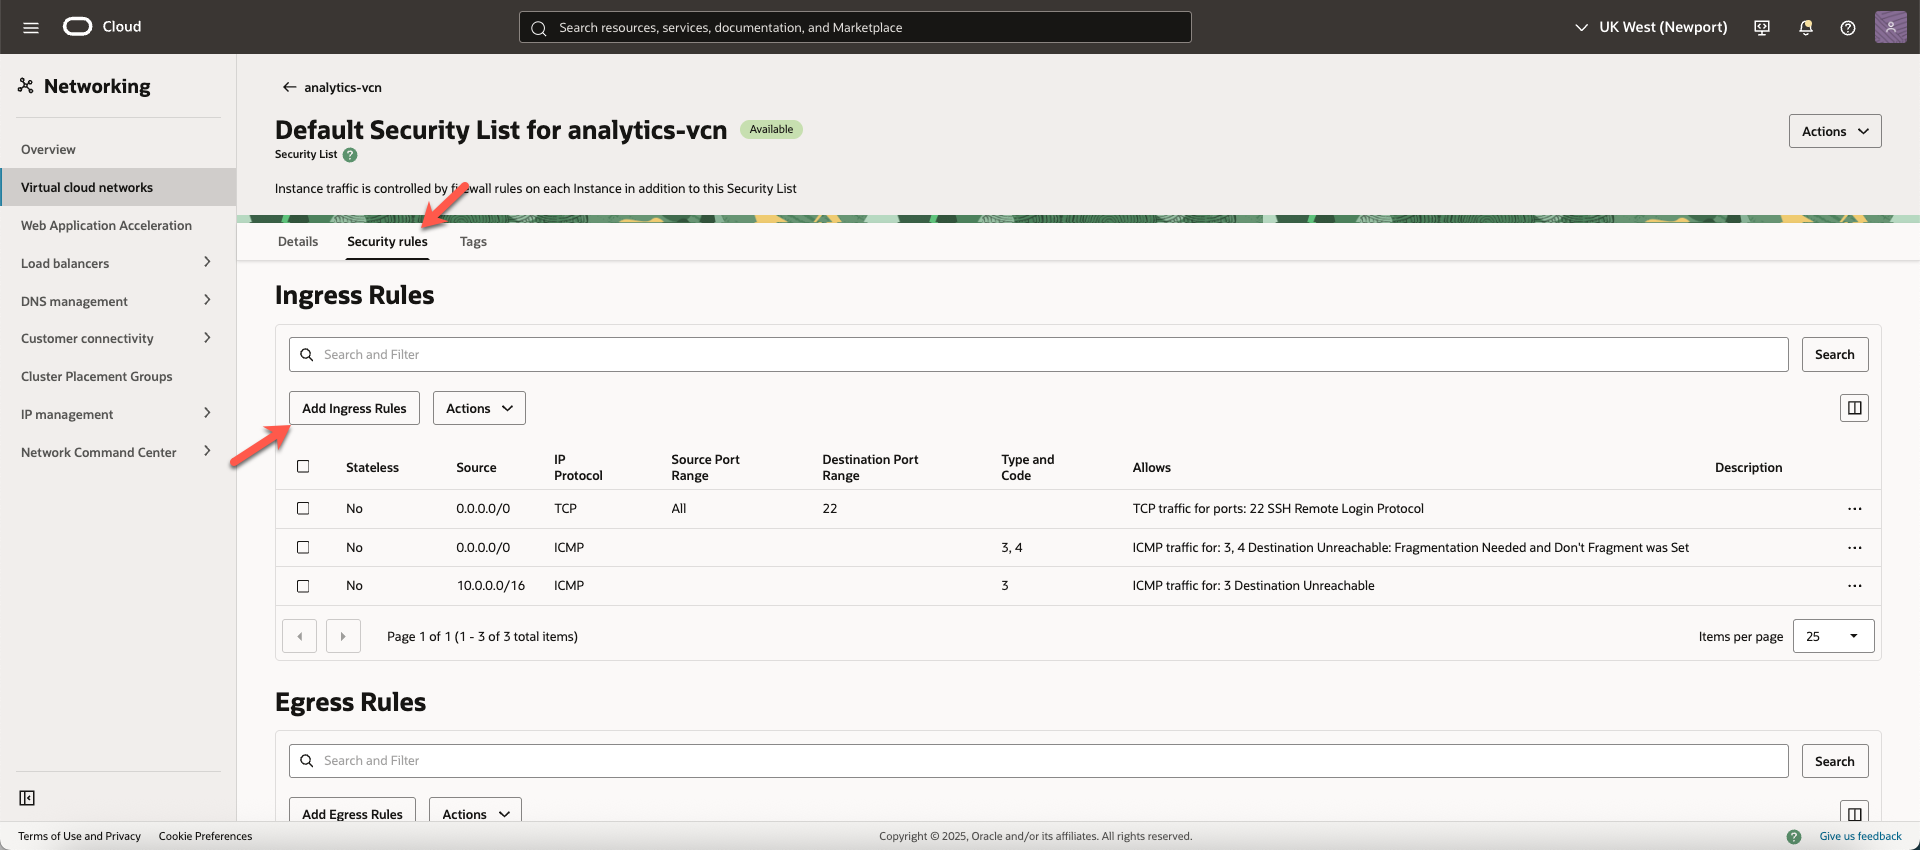 Cloud
Search resources, services, documentation, and Marketplace
UK West (Newport)
Networking
Overview
Virtual cloud networks
Web Application Acceleration
Load balancers
DNS management
Customer connectivity
Cluster Placement Groups
IP management
Network Command Center
analytics-vcn
Default Security List for analytics-vcn Available
Security List ?
Actions
Instance traffic is controlled by firewall rules on each Instance in addition to this Security List
Details Security rules Tags
Ingress Rules
Search and Filter Search
Add Ingress Rules Actions
Stateless Source IP Protocol Source Port Range Destination Port Range Type and Code Allows Description
No 0.0.0.0/0 TCP All 22 TCP traffic for ports: 22 SSH Remote Login Protocol
No 0.0.0.0/0 ICMP 3, 4 ICMP traffic for: 3, 4 Destination Unreachable: Fragmentation Needed and Don't Fragment was Set
No 10.0.0.0/16 ICMP 3 ICMP traffic for: 3 Destination Unreachable
Page 1 of 1 (1 - 3 of 3 total items) Items per page 25
Egress Rules
Search and Filter Search
Add Egress Rules Actions
Terms of Use and Privacy Cookie Preferences Copyright © 2025, Oracle and/or its affiliates. All rights reserved. ? Give us feedback